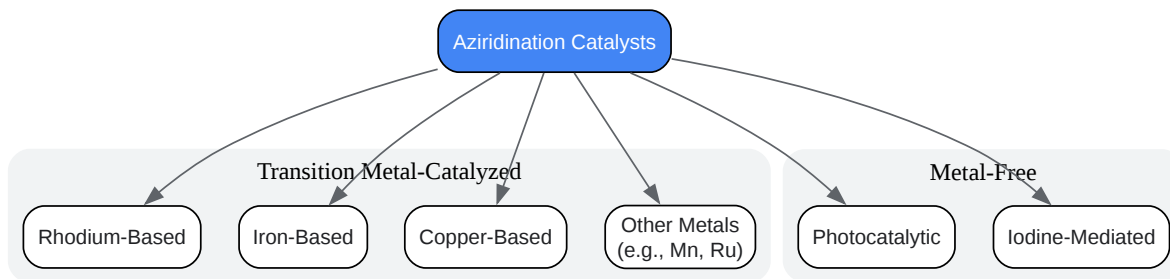 Aziridination Catalysts
Transition Metal-Catalyzed
Metal-Free
Rhodium-Based
Iron-Based
Copper-Based
Other Metals
(e.g., Mn, Ru)
Photocatalytic
Iodine-Mediated